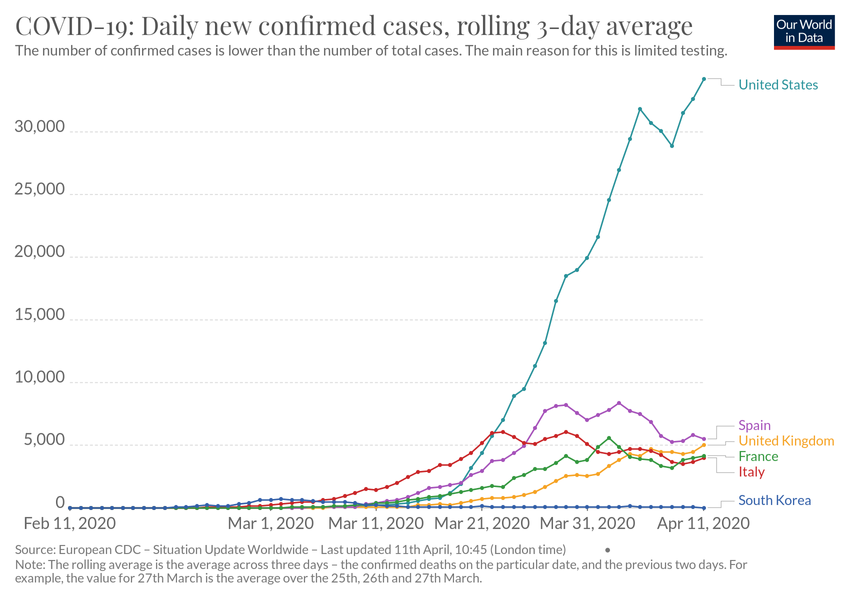 COVID-19: Daily new confirmed cases, rolling 3-day average
Our World
in Data
The number of confirmed cases is lower than the number of total cases. The main reason for this is limited testing.
United States
30,000
25,000
20,000
15,000
10,000
5,000
0
Spain
United Kingdom
France
Italy
South Korea
Feb 11, 2020
Mar 1, 2020
Mar 11, 2020
Mar 21, 2020
Mar 31, 2020
Apr 11, 2020
Source: European CDC – Situation Update Worldwide – Last updated 11th April, 10:45 (London time)
Note: The rolling average is the average across three days – the confirmed deaths on the particular date, and the previous two days. For
example, the value for 27th March is the average over the 25th, 26th and 27th March.